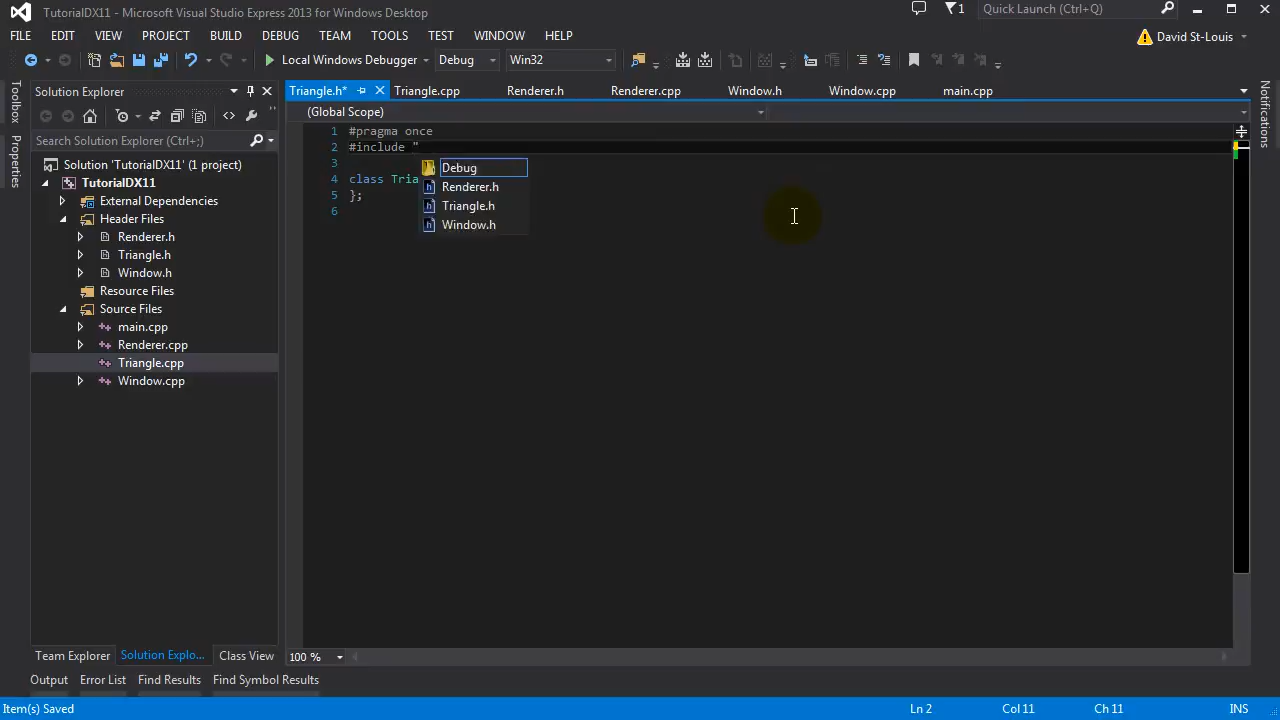 TutorialDX11 - Microsoft Visual Studio Express 2013 for Windows Desktop
1
Quick Launch (Ctrl+Q)
FILE EDIT VIEW PROJECT BUILD DEBUG TEAM TOOLS TEST WINDOW HELP
David St-Louis
Local Windows Debugger
Debug
Win32
Toolbox
Properties
Solution Explorer
Search Solution Explorer (Ctrl+;)
Solution 'TutorialDX11' (1 project)
TutorialDX11
External Dependencies
Header Files
Renderer.h
Triangle.h
Window.h
Resource Files
Source Files
main.cpp
Renderer.cpp
Triangle.cpp
Window.cpp
Team Explorer Solution Explo... Class View
Triangle.h* Triangle.cpp Renderer.h Renderer.cpp Window.h Window.cpp main.cpp
(Global Scope)
1 #pragma once
2 #include "
3
4 class Tria
5 };
6
Debug
Renderer.h
Triangle.h
Window.h
100 %
Notifications
Output Error List Find Results Find Symbol Results
Item(s) Saved
Ln 2 Col 11 Ch 11 INS